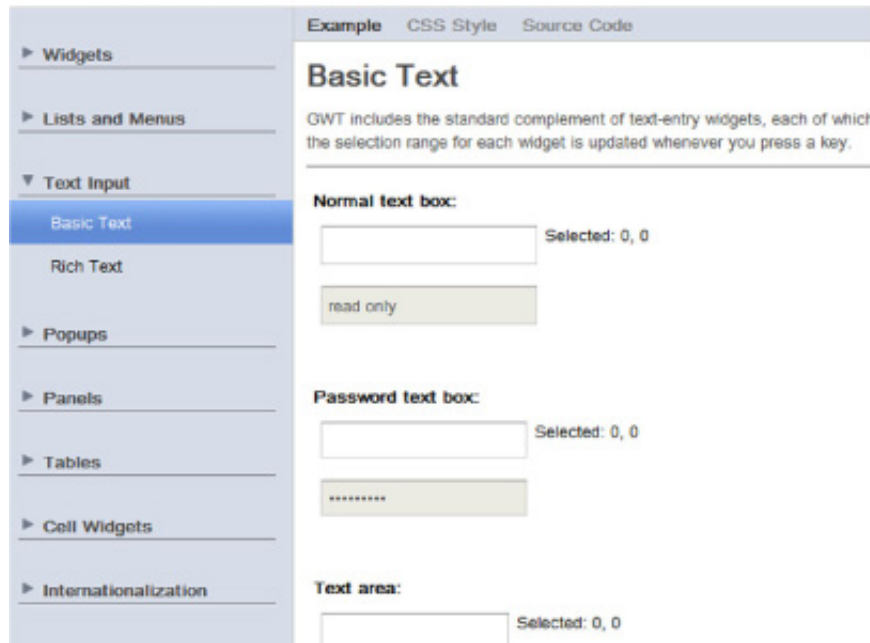 Widgets
Lists and Menus
Text Input
Basic Text
Rich Text
Popups
Panels
Tables
Cell Widgets
Internationalization
Example CSS Style Source Code
Basic Text
GWT includes the standard complement of text-entry widgets, each of which
the selection range for each widget is updated whenever you press a key.
Normal text box:
Selected: 0, 0
read only
Password text box:
Selected: 0, 0
•••••••••
Text area:
Selected: 0, 0